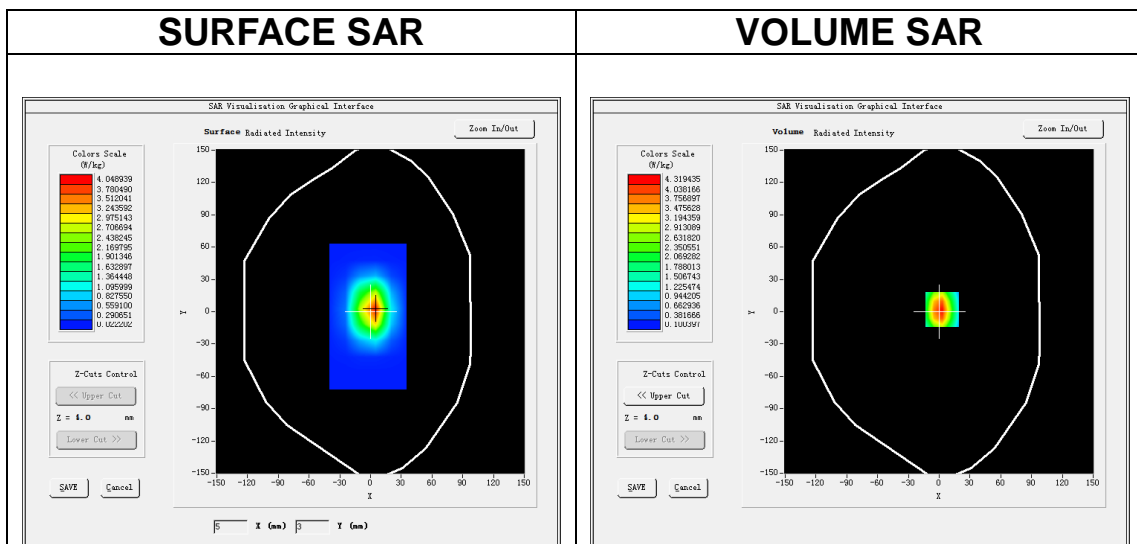 SURFACE SAR
VOLUME SAR
SAR Visualisation Graphical Interface
Surface Radiated Intensity
Zoom In/Out
Colors Scale
(W/kg)
4.048939
3.780490
3.512041
3.243592
2.975143
2.706694
2.438245
2.169795
1.901346
1.632897
1.364448
1.095999
0.827550
0.559100
0.290651
0.022202
150
120
90
60
30
0
-30
-60
-90
-120
-150
Y
-150 -120 -90 -60 -30 0 30 60 90 120 150
X
Z-Cuts Control
<< Upper Cut
Z = 4.0 mm
Lower Cut >>
SAVE Cancel
5 X (mm) 3 Y (mm)
SAR Visualisation Graphical Interface
Volume Radiated Intensity
Zoom In/Out
Colors Scale
(W/kg)
4.319435
4.038166
3.756897
3.475628
3.194359
2.913089
2.631820
2.350551
2.069282
1.788013
1.506743
1.225474
0.944205
0.662936
0.381666
0.100397
150
120
90
60
30
0
-30
-60
-90
-120
-150
Y
-150 -120 -90 -60 -30 0 30 60 90 120 150
X
Z-Cuts Control
<< Upper Cut
Z = 4.0 mm
Lower Cut >>
SAVE Cancel